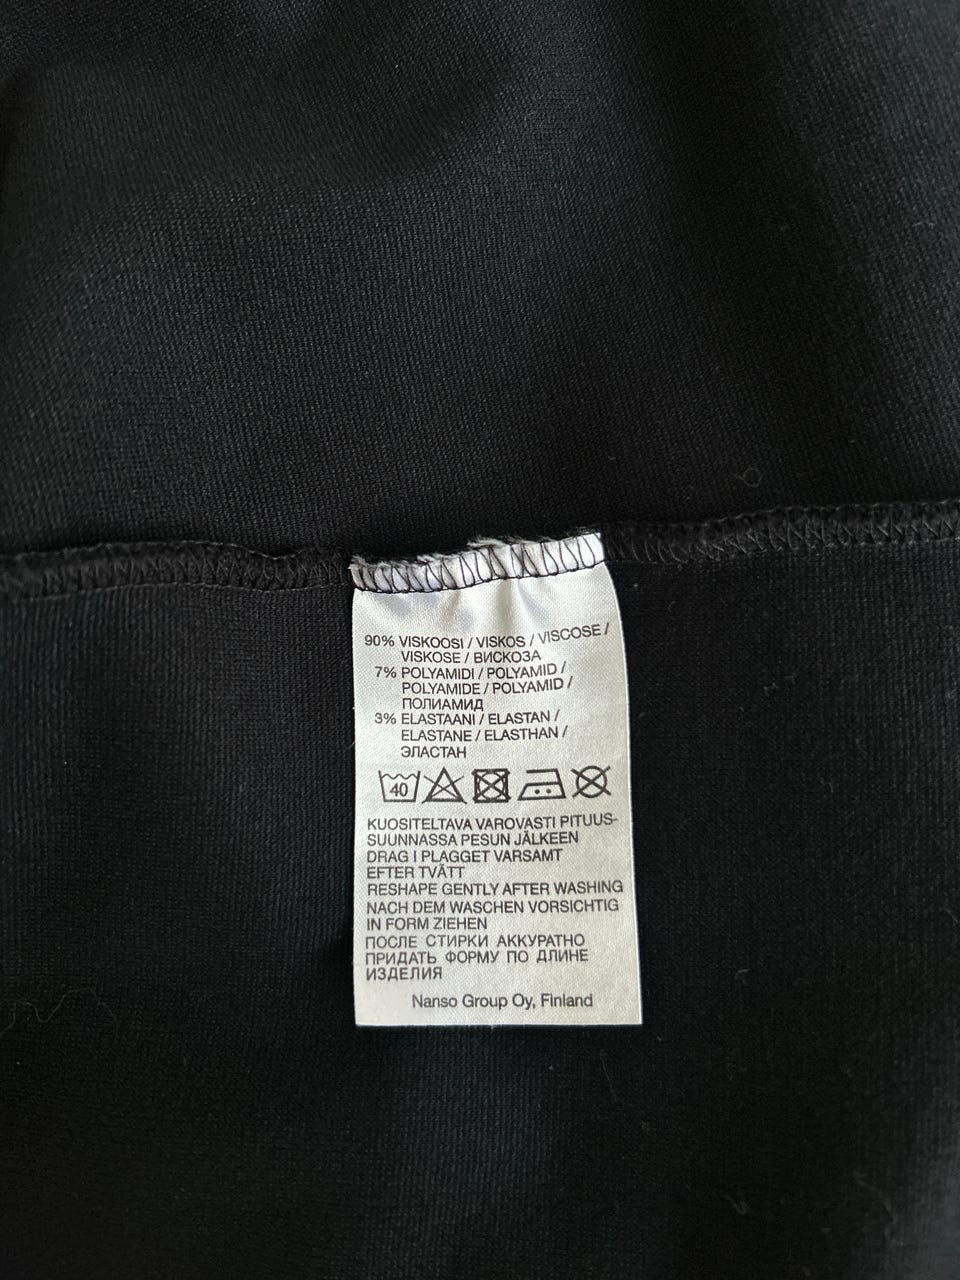 90% VISKOOSI / VISKOS / VISCOSE /
VISKOSE / ВИСКОЗА
7% POLYAMIDI / POLYAMID /
POLYAMIDE / POLYAMID /
ПОЛИАМИД
3% ELASTAANI / ELASTAN /
ELASTANE / ELASTHAN /
ЭЛАСТАН
40
KUOSITELTAVA VAROVASTI PITUUS-
SUUNNASSA PESUN JÄLKEEN
DRAG I PLAGGET VARSAMT
EFTER TVÄTT
RESHAPE GENTLY AFTER WASHING
NACH DEM WASCHEN VORSICHTIG
IN FORM ZIEHEN
ПОСЛЕ СТИРКИ АККУРАТНО
ПРИДАТЬ ФОРМУ ПО ДЛИНЕ
ИЗДЕЛИЯ
Nanso Group Oy, Finland